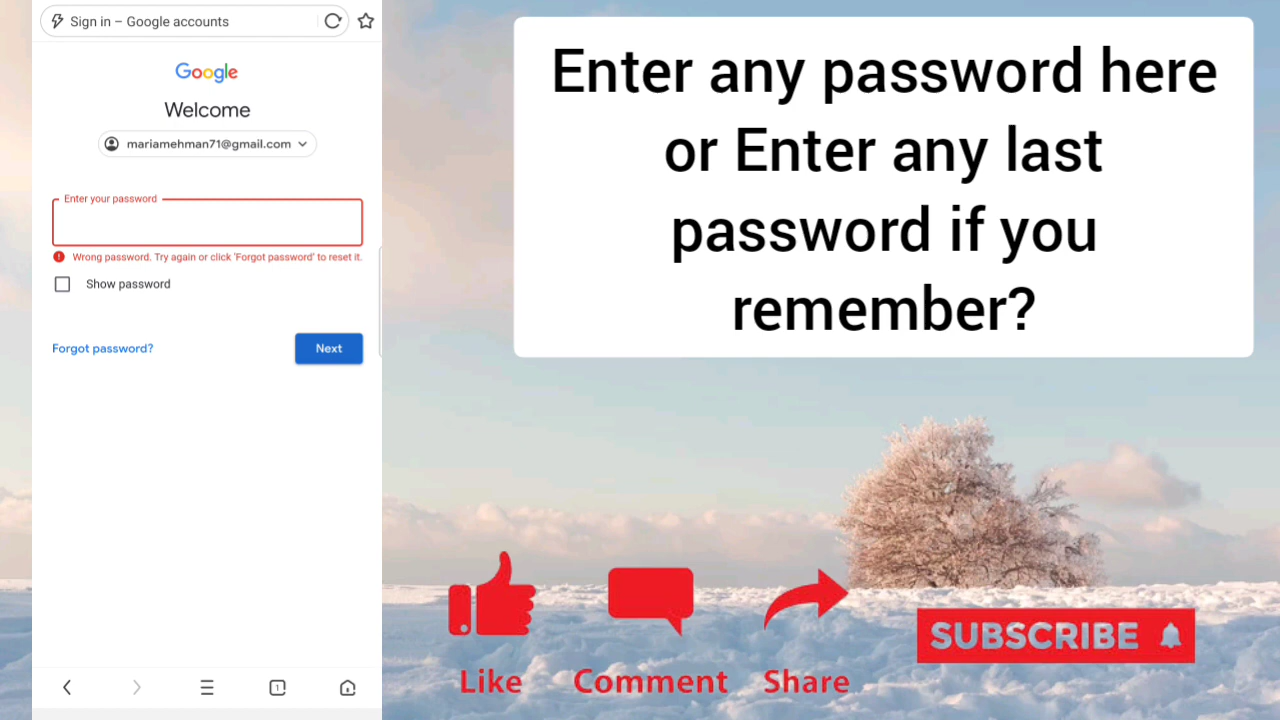 Sign in – Google accounts
Google
Welcome
mariamehman71@gmail.com
Enter your password
Wrong password. Try again or click 'Forgot password' to reset it.
Show password
Forgot password?
Next
1
Enter any password here
or Enter any last
password if you
remember?
Like
Comment
Share
SUBSCRIBE